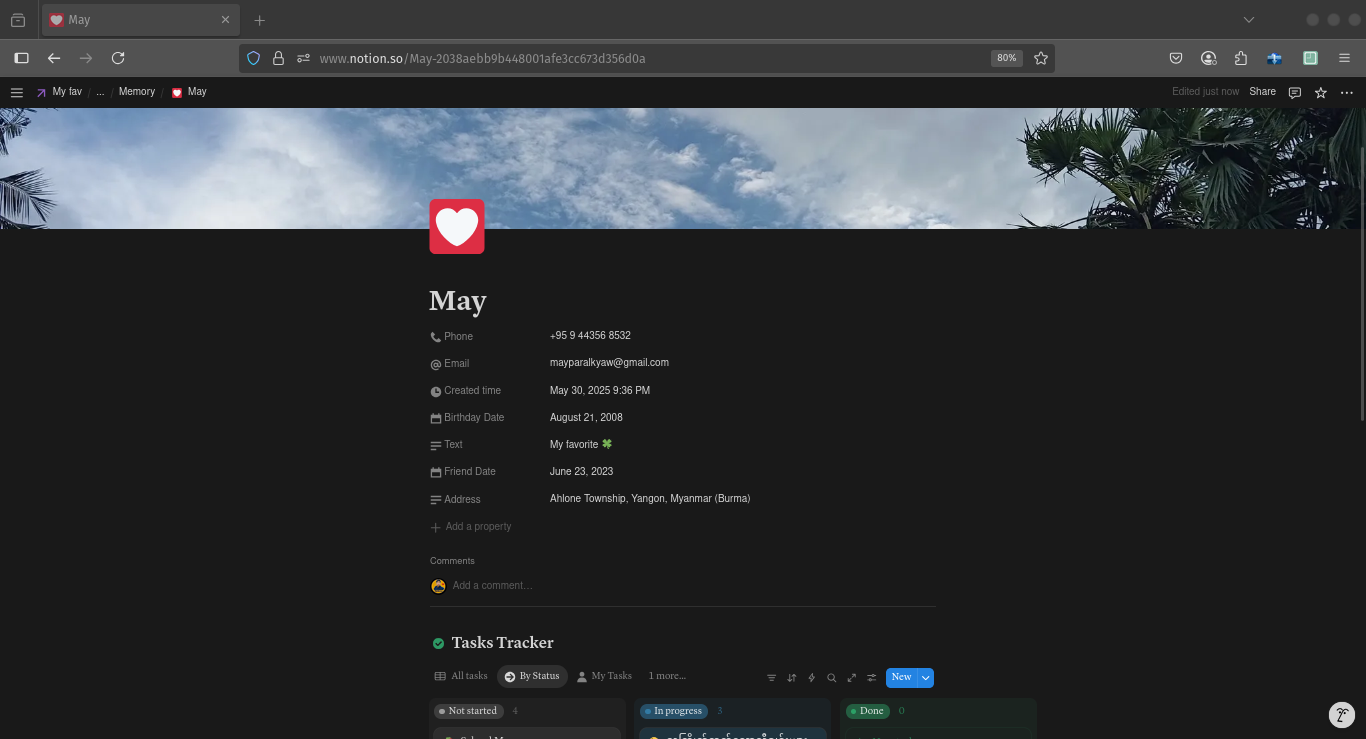 May
www.notion.so/May-2038aebb9b448001afe3cc673d356d0a
80%
My fav / ... / Memory / May
Edited just now Share
May
Phone +95 9 44356 8532
Email mayparalkyaw@gmail.com
Created time May 30, 2025 9:36 PM
Birthday Date August 21, 2008
Text My favorite 🍀
Friend Date June 23, 2023
Address Ahlone Township, Yangon, Myanmar (Burma)
Add a property
Comments
Add a comment...
Tasks Tracker
All tasks By Status My Tasks 1 more... New
Not started 4 In progress 3 Done 0